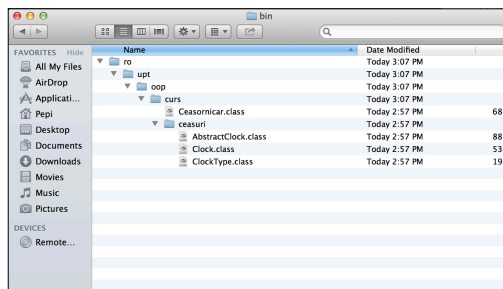 bin
FAVORITES Hide
All My Files
AirDrop
Applicati...
Pepi
Desktop
Documents
Downloads
Movies
Music
Pictures
DEVICES
Remote...
Name Date Modified
ro Today 3:07 PM
upt Today 3:07 PM
oop Today 3:07 PM
curs Today 3:07 PM
Ceasornicar.class Today 2:57 PM 68
ceasuri Today 2:57 PM
AbstractClock.class Today 2:57 PM 88
Clock.class Today 2:57 PM 53
ClockType.class Today 2:57 PM 19